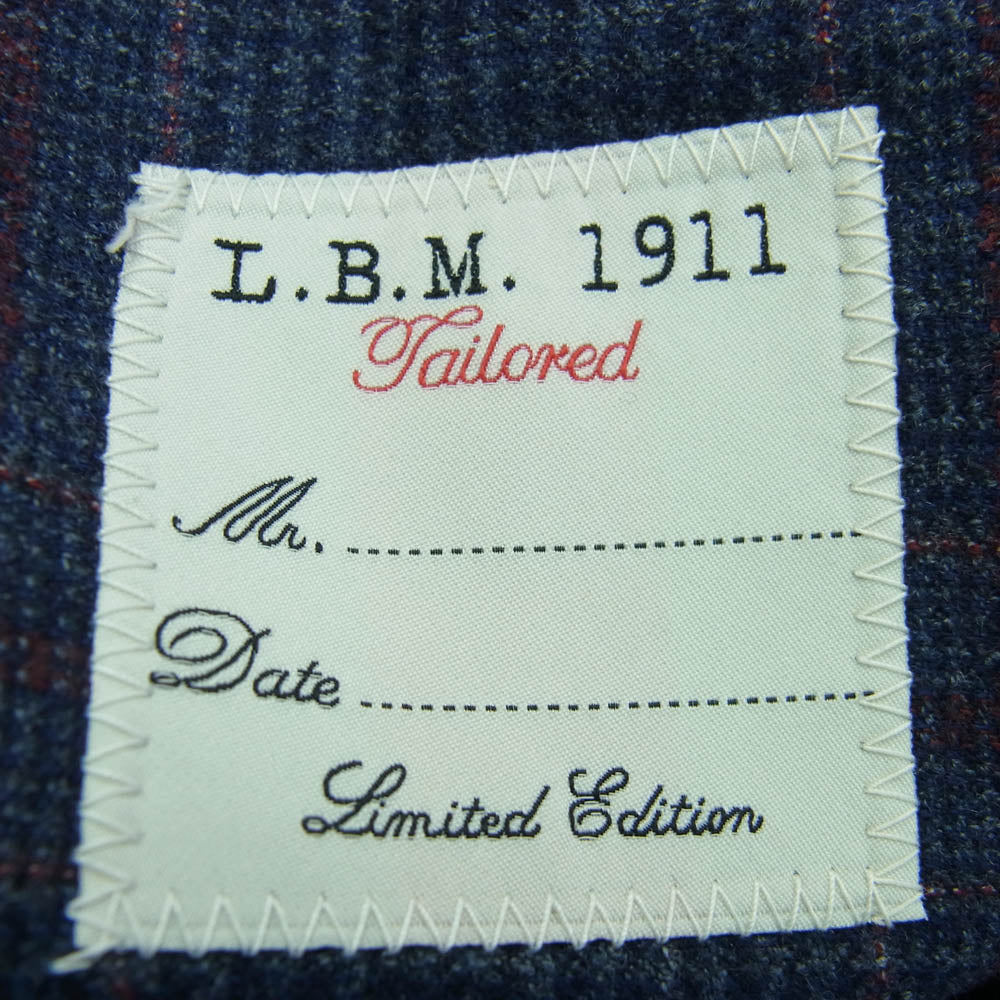 L.B.M. 1911
Tailored
Mr. ............................................
Date ............................................
Limited Edition